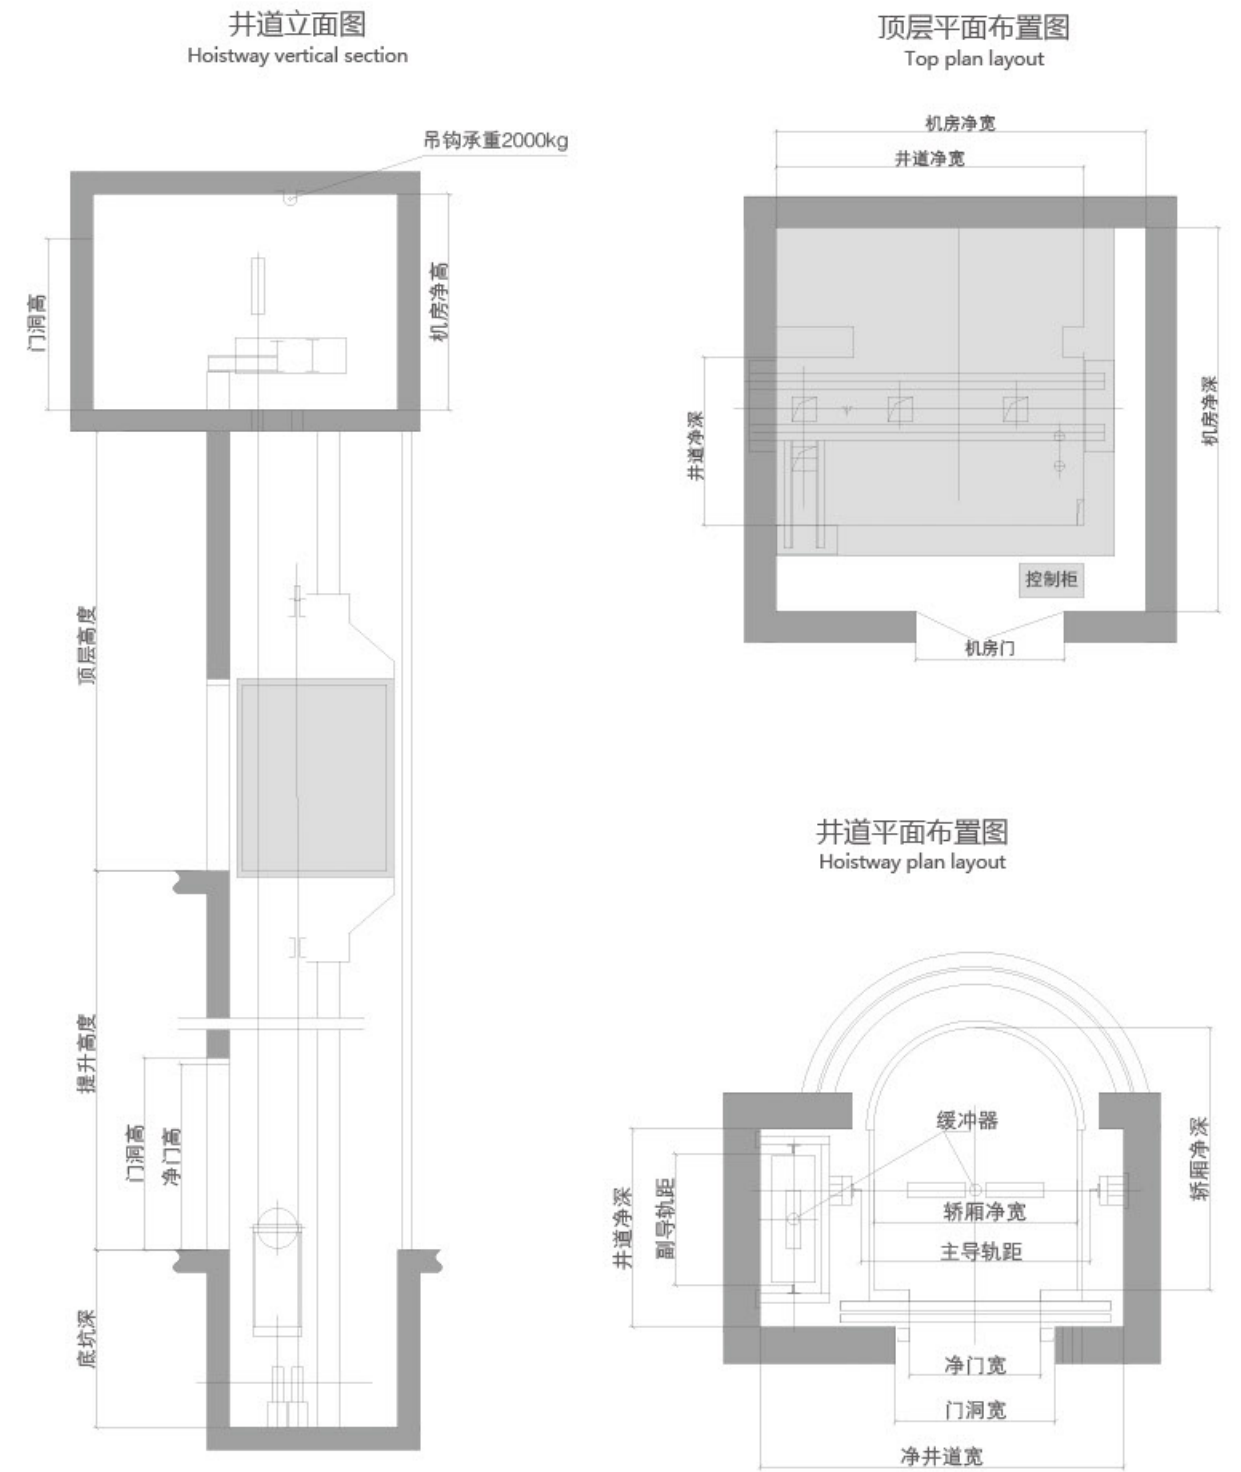 井道立面图
Hoistway vertical section
吊钩承重2000kg
门洞高
机房净高
顶层高度
提升高度
门洞高
净门高
底坑深
顶层平面布置图
Top plan layout
机房净宽
井道净宽
井道净深
机房净深
控制柜
机房门
井道平面布置图
Hoistway plan layout
缓冲器
井道净深
副导轨距
轿厢净宽
主导轨距
轿厢净深
净门宽
门洞宽
净井道宽